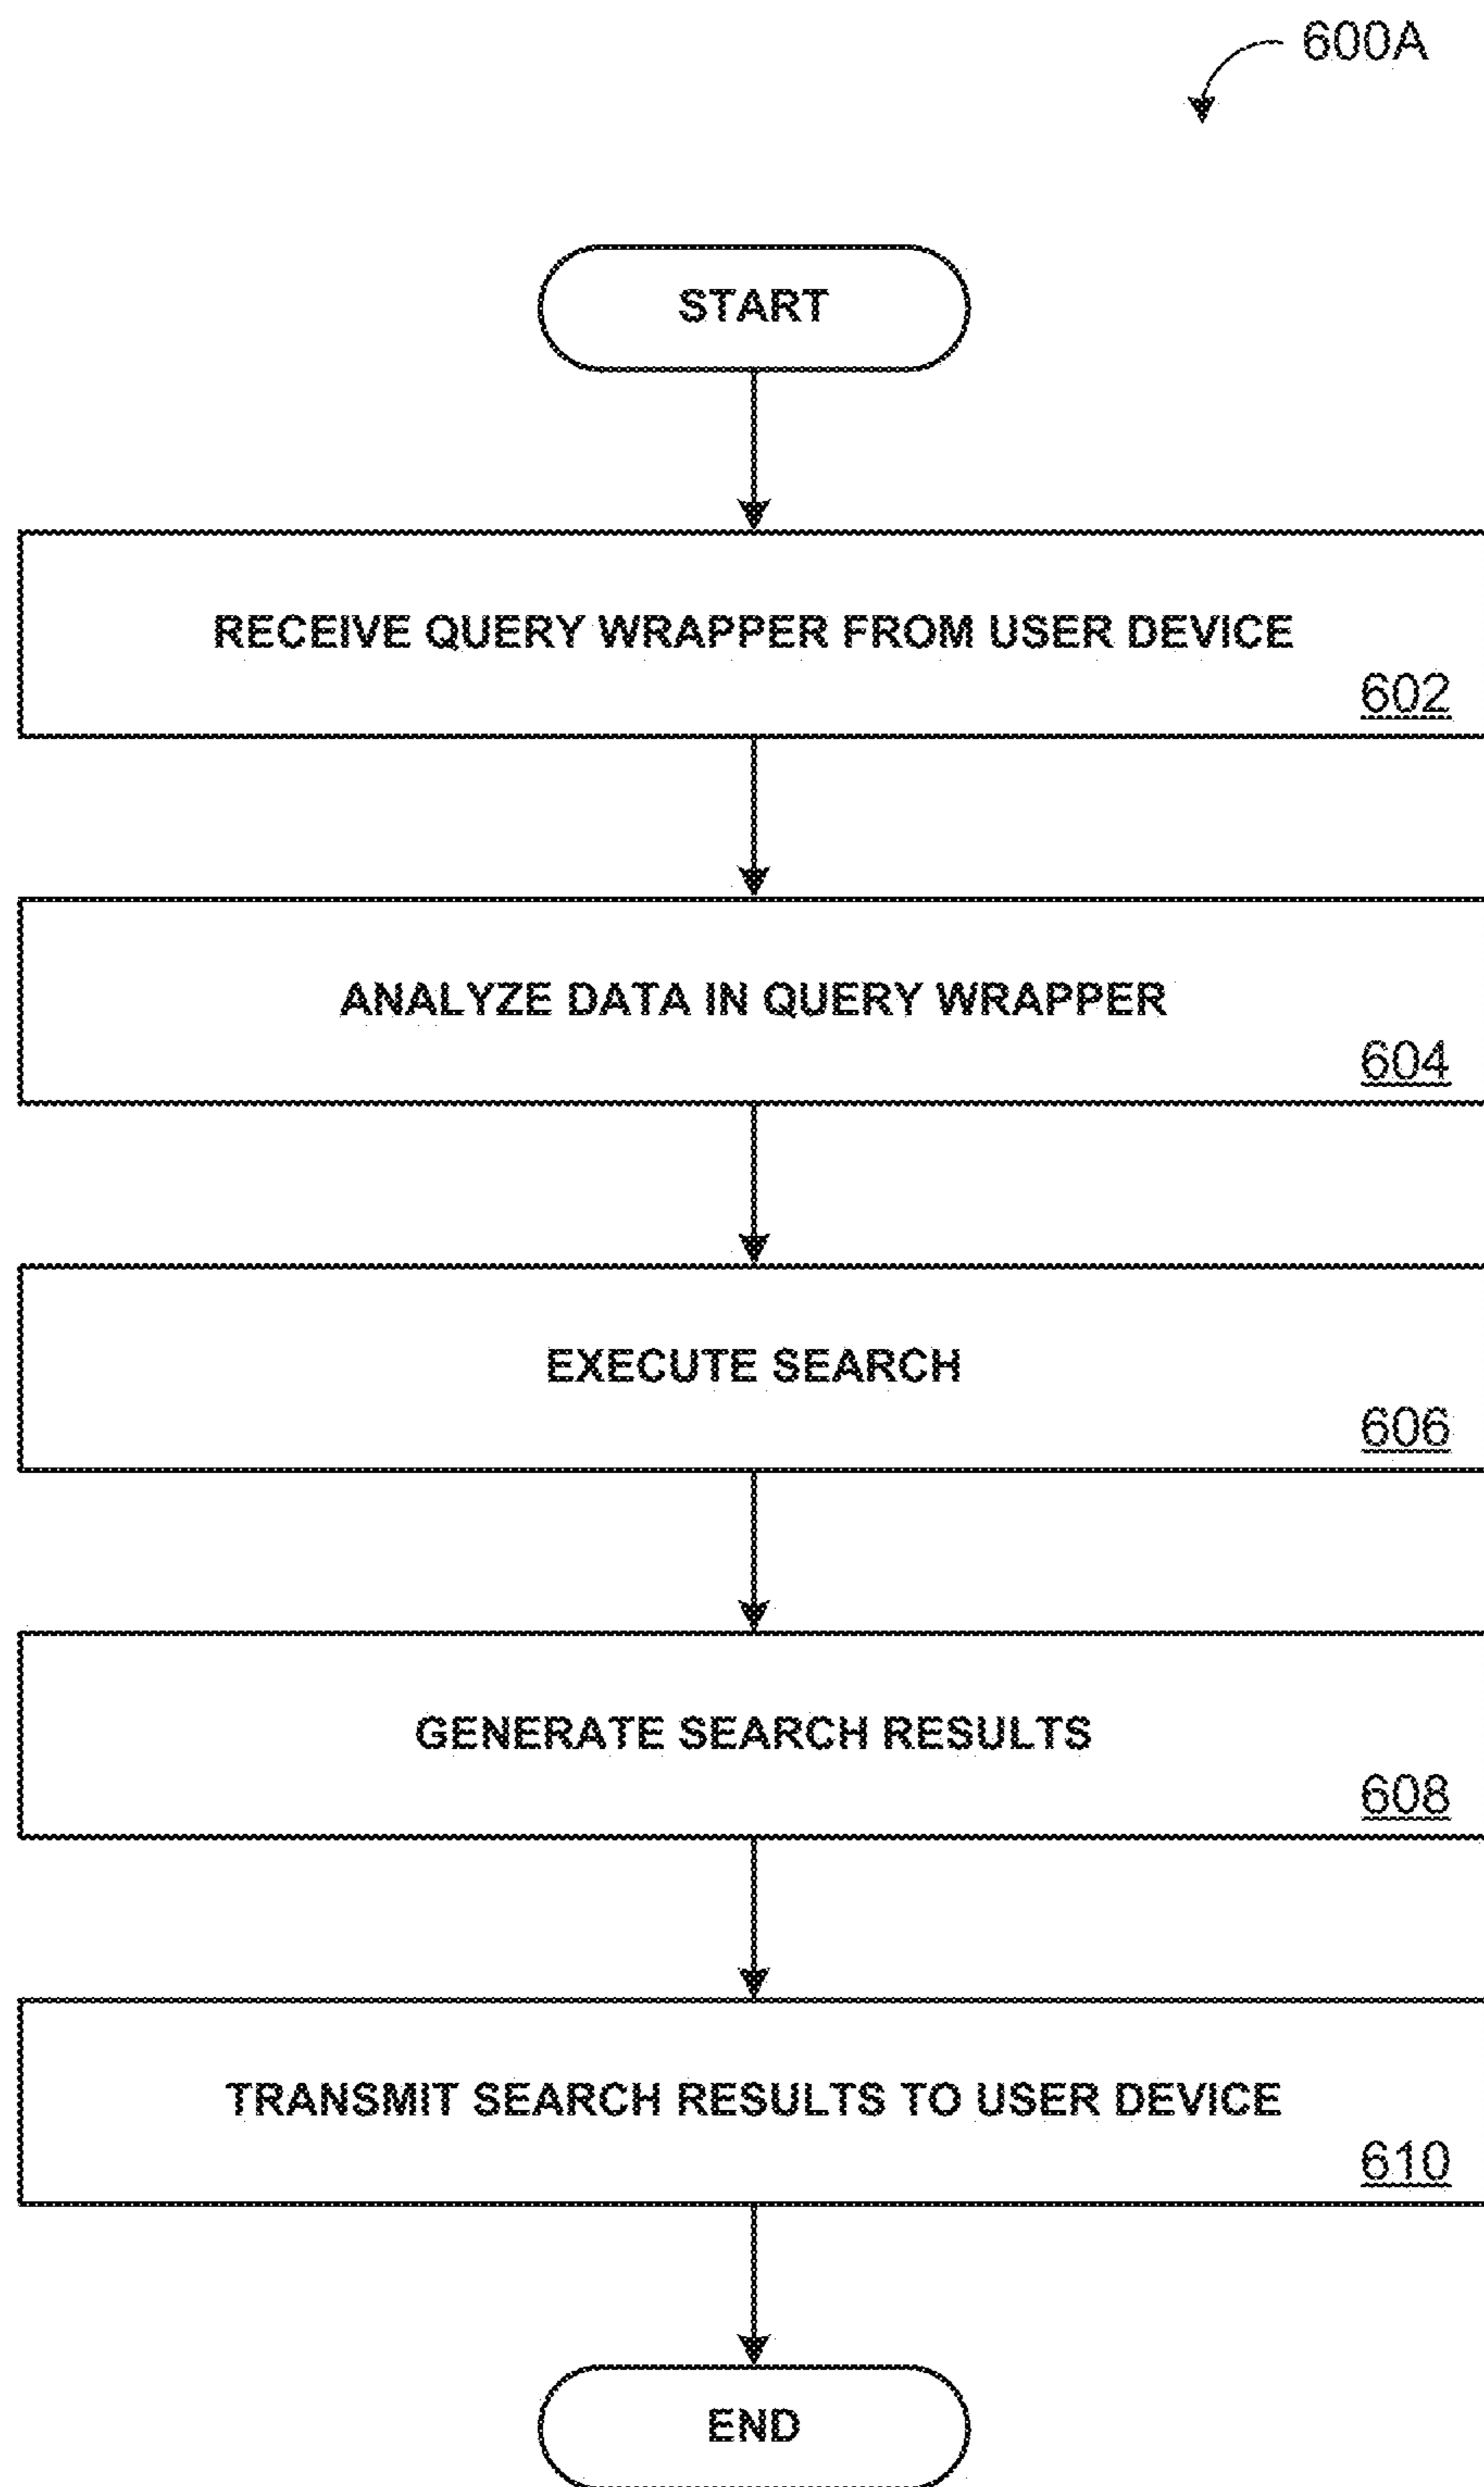 600A
START
RECEIVE QUERY WRAPPER FROM USER DEVICE
602
ANALYZE DATA IN QUERY WRAPPER
604
EXECUTE SEARCH
606
GENERATE SEARCH RESULTS
608
TRANSMIT SEARCH RESULTS TO USER DEVICE
610
END